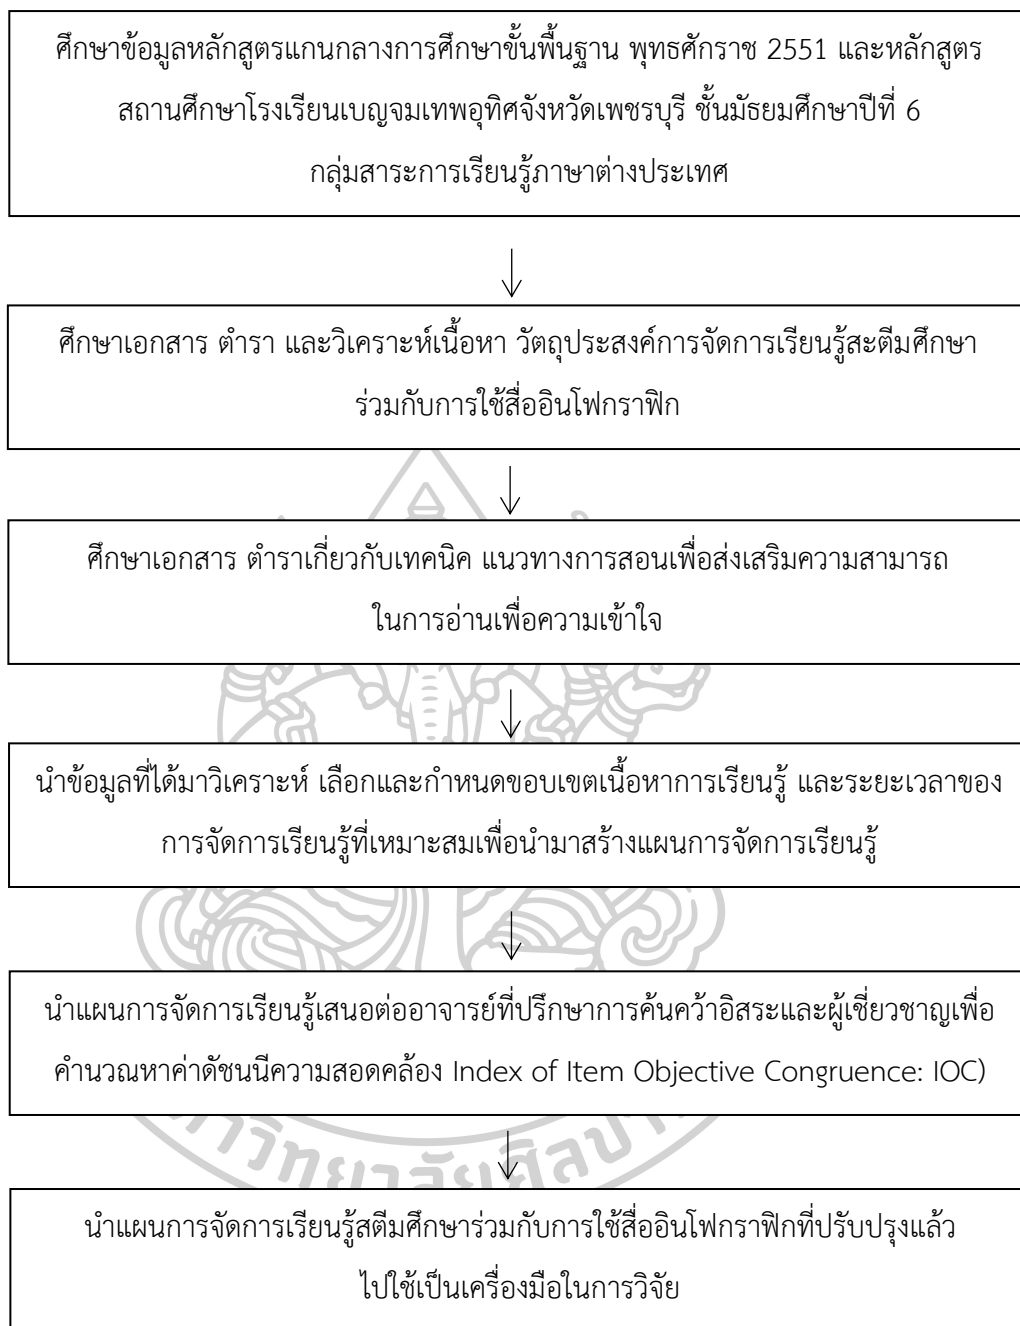 ศึกษาข้อมูลหลักสูตรแกนกลางการศึกษาขั้นพื้นฐาน พุทธศักราช 2551 และหลักสูตร
สถานศึกษาโรงเรียนเบญจมเทพอุทิศจังหวัดเพชรบุรี ชั้นมัธยมศึกษาปีที่ 6
กลุ่มสาระการเรียนรู้ภาษาต่างประเทศ
ศึกษาเอกสาร ตำรา และวิเคราะห์เนื้อหา วัตถุประสงค์การจัดการเรียนรู้สะตีมศึกษา
ร่วมกับการใช้สื่ออินโฟกราฟิก
ศึกษาเอกสาร ตำราเกี่ยวกับเทคนิค แนวทางการสอนเพื่อส่งเสริมความสามารถ
ในการอ่านเพื่อความเข้าใจ
นำข้อมูลที่ได้มาวิเคราะห์ เลือกและกำหนดขอบเขตเนื้อหาการเรียนรู้ และระยะเวลาของ
การจัดการเรียนรู้ที่เหมาะสมเพื่อนำมาสร้างแผนการจัดการเรียนรู้
นำแผนการจัดการเรียนรู้เสนอต่ออาจารย์ที่ปรึกษาการค้นคว้าอิสระและผู้เชี่ยวชาญเพื่อ
คำนวณหาค่าดัชนีความสอดคล้อง Index of Item Objective Congruence: IOC)
นำแผนการจัดการเรียนรู้สตีมศึกษาร่วมกับการใช้สื่ออินโฟกราฟิกที่ปรับปรุงแล้ว
ไปใช้เป็นเครื่องมือในการวิจัย